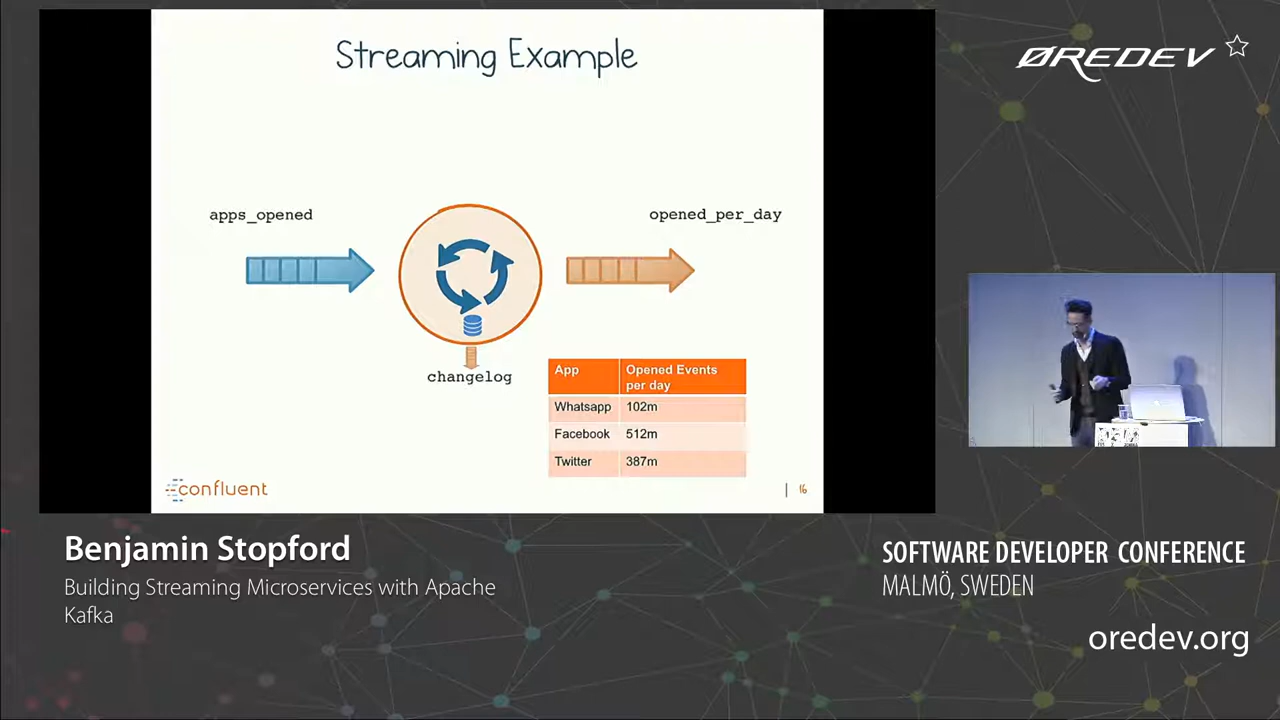 Streaming Example
apps_opened
opened_per_day
changelog
App
Opened Events
per day
Whatsapp
102m
Facebook
512m
Twitter
387m
confluent
16
ØREDEV
Benjamin Stopford
Building Streaming Microservices with Apache
Kafka
SOFTWARE DEVELOPER CONFERENCE
MALMÖ, SWEDEN
oredev.org